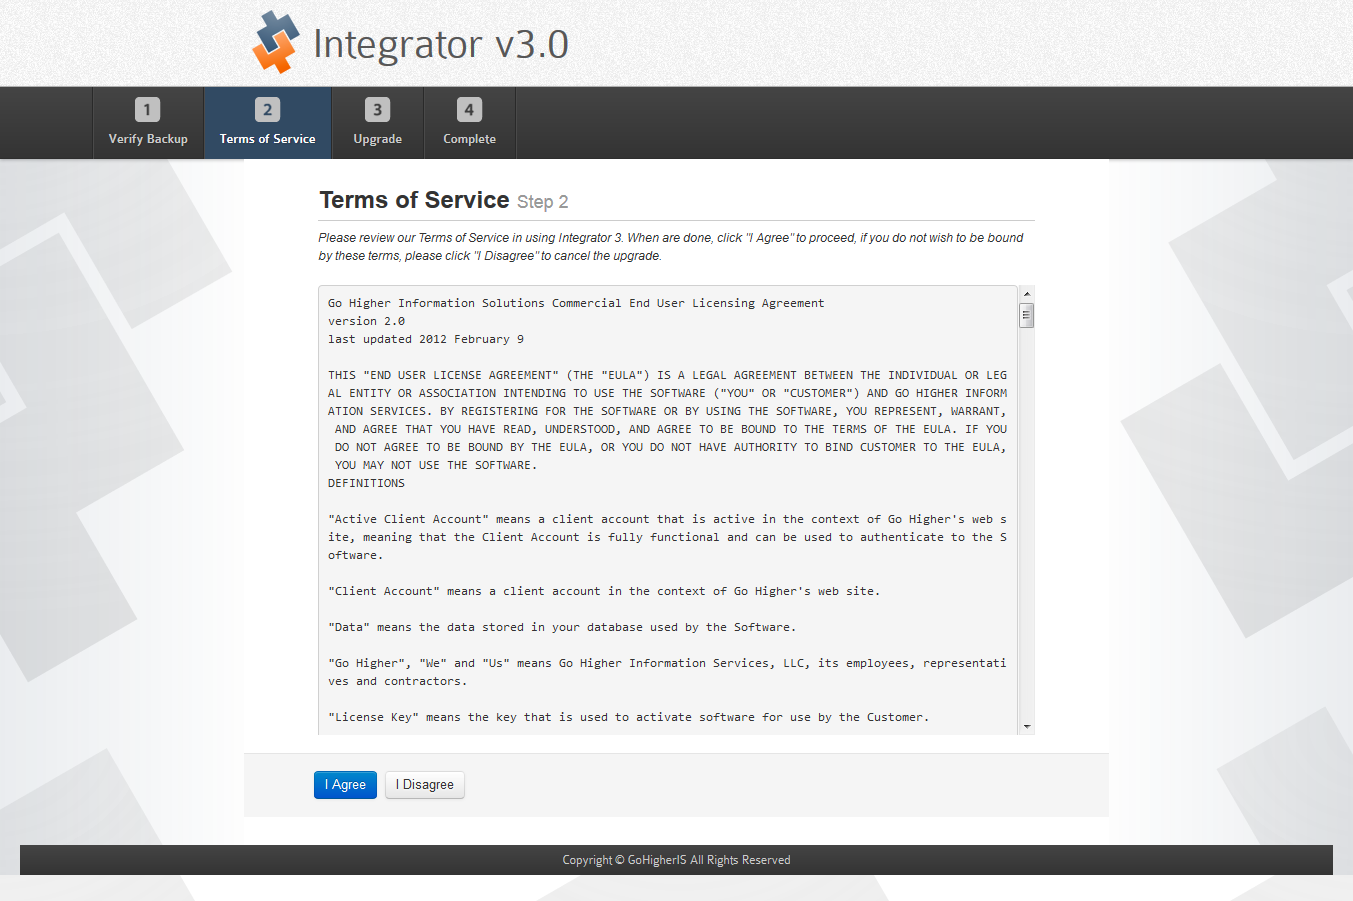 Integrator v3.0
1
Verify Backup
2
Terms of Service
3
Upgrade
4
Complete
Terms of Service Step 2
Please review our Terms of Service in using Integrator 3. When are done, click "I Agree" to proceed, if you do not wish to be bound
by these terms, please click "I Disagree" to cancel the upgrade.
Go Higher Information Solutions Commercial End User Licensing Agreement
version 2.0
last updated 2012 February 9
THIS "END USER LICENSE AGREEMENT" (THE "EULA") IS A LEGAL AGREEMENT BETWEEN THE INDIVIDUAL OR LEG
AL ENTITY OR ASSOCIATION INTENDING TO USE THE SOFTWARE ("YOU" OR "CUSTOMER") AND GO HIGHER INFORM
ATION SERVICES. BY REGISTERING FOR THE SOFTWARE OR BY USING THE SOFTWARE, YOU REPRESENT, WARRANT,
AND AGREE THAT YOU HAVE READ, UNDERSTOOD, AND AGREE TO BE BOUND TO THE TERMS OF THE EULA. IF YOU
DO NOT AGREE TO BE BOUND BY THE EULA, OR YOU DO NOT HAVE AUTHORITY TO BIND CUSTOMER TO THE EULA,
YOU MAY NOT USE THE SOFTWARE.
DEFINITIONS
"Active Client Account" means a client account that is active in the context of Go Higher's web s
ite, meaning that the Client Account is fully functional and can be used to authenticate to the S
oftware.
"Client Account" means a client account in the context of Go Higher's web site.
"Data" means the data stored in your database used by the Software.
"Go Higher", "We" and "Us" means Go Higher Information Services, LLC, its employees, representati
ves and contractors.
"License Key" means the key that is used to activate software for use by the Customer.
I Agree
I Disagree
Copyright © GoHigherIS All Rights Reserved